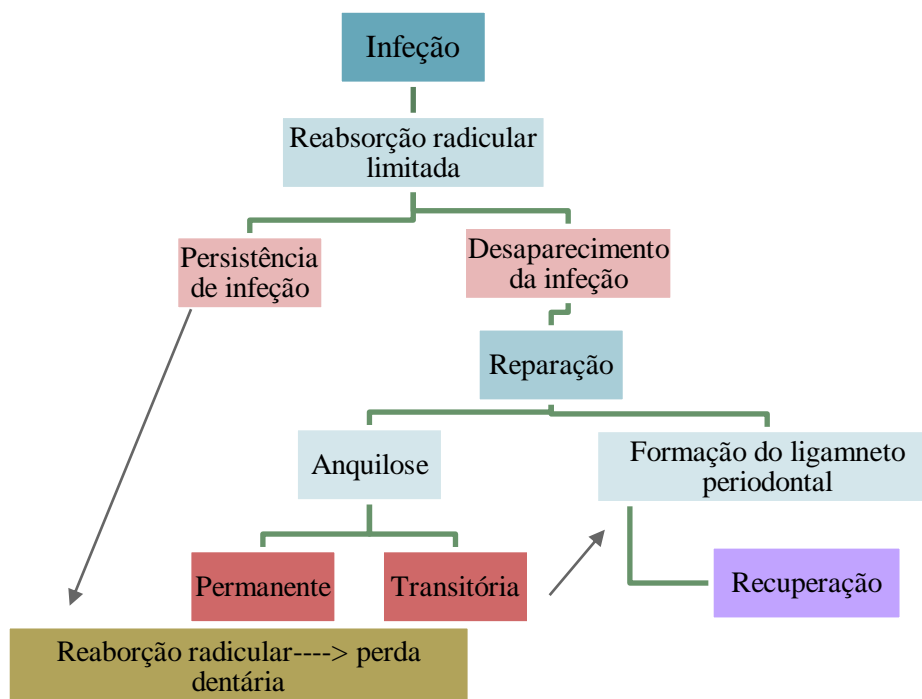 Infeção
Reabsorção radicular
limitada
Persistência
de infeção
Desaparecimento
da infeção
Reparação
Anquilose
Formação do ligamneto
periodontal
Permanente
Transitória
Recuperação
Reaborção radicular----> perda
dentária